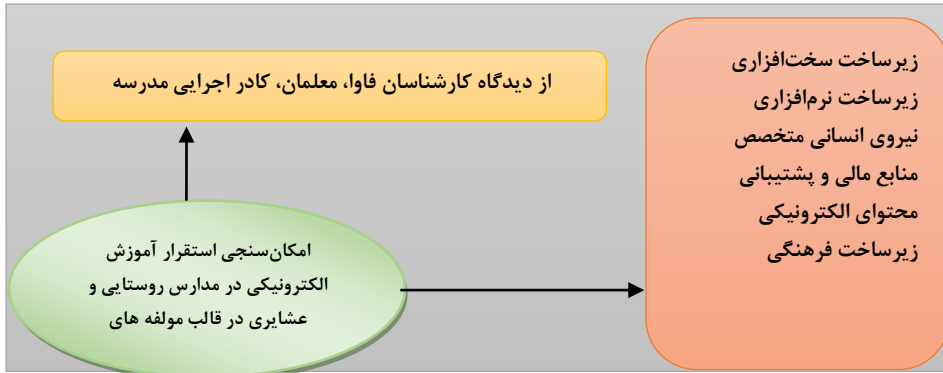 از دیدگاه کارشناسان فاوا، معلمان، کادر اجرایی مدرسه
زیرساخت سخت‌افزاری
زیرساخت نرم‌افزاری
نیروی انسانی متخصص
منابع مالی و پشتیبانی
محتوای الکترونیکی
زیرساخت فرهنگی
امکان‌سنجی استقرار آموزش
الکترونیکی در مدارس روستایی و
عشایری در قالب مولفه های